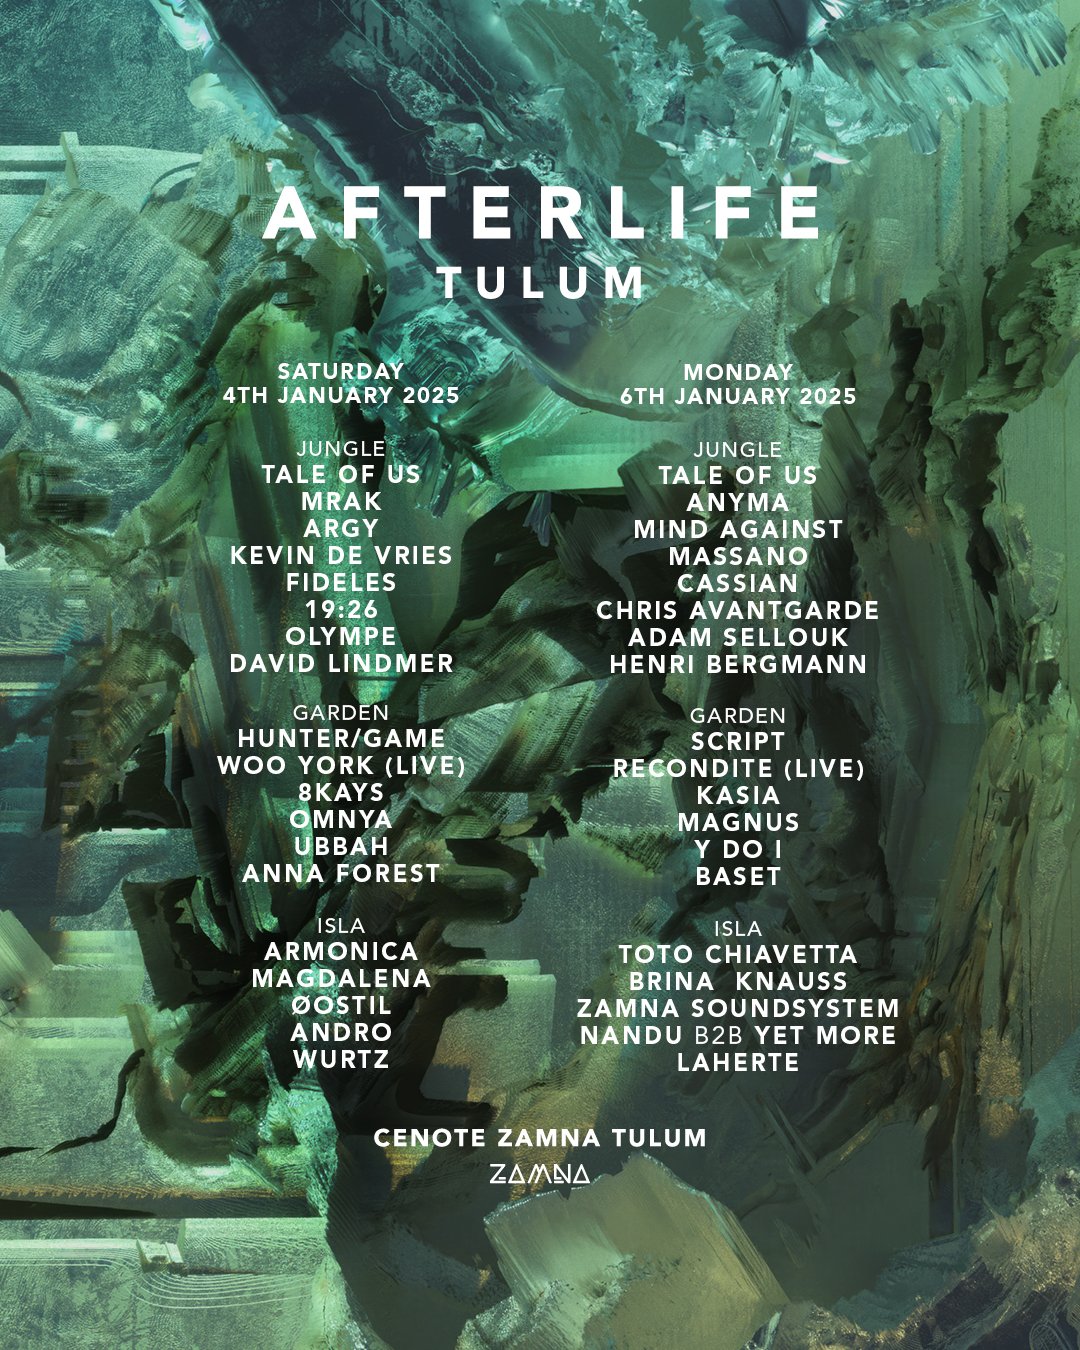 AFTERLIFE
TULUM
SATURDAY
4TH JANUARY 2025
JUNGLE
TALE OF US
MRAK
ARGY
KEVIN DE VRIES
FIDELES
19:26
OLYMPE
DAVID LINDMER
GARDEN
HUNTER/GAME
WOO YORK (LIVE)
8KAYS
OMNYA
UBBAH
ANNA FOREST
ISLA
ARMONICA
MAGDALENA
ØOSTIL
ANDRO
WURTZ
MONDAY
6TH JANUARY 2025
JUNGLE
TALE OF US
ANYMA
MIND AGAINST
MASSANO
CASSIAN
CHRIS AVANTGARDE
ADAM SELLOUK
HENRI BERGMANN
GARDEN
SCRIPT
RECONDITE (LIVE)
KASIA
MAGNUS
Y DO I
BASET
ISLA
TOTO CHIAVETTA
BRINA KNAUSS
ZAMNA SOUNDSYSTEM
NANDU B2B YET MORE
LAHERTE
CENOTE ZAMNA TULUM
ZAMNA